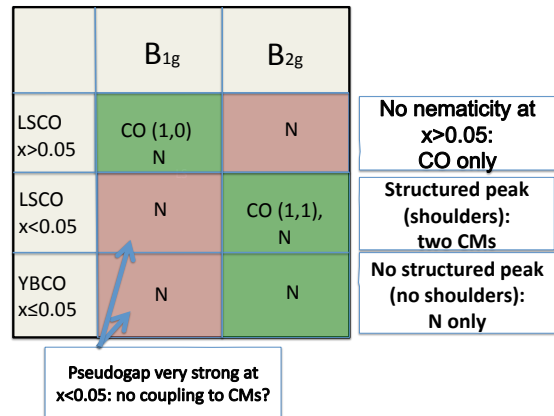 B1g
B2g
LSCO
x>0.05
CO (1,0)
N
N
No nematicity at
x>0.05:
CO only
LSCO
x<0.05
N
CO (1,1),
N
Structured peak
(shoulders):
two CMs
YBCO
x≤0.05
N
N
No structured peak
(no shoulders):
N only
Pseudogap very strong at
x<0.05: no coupling to CMs?